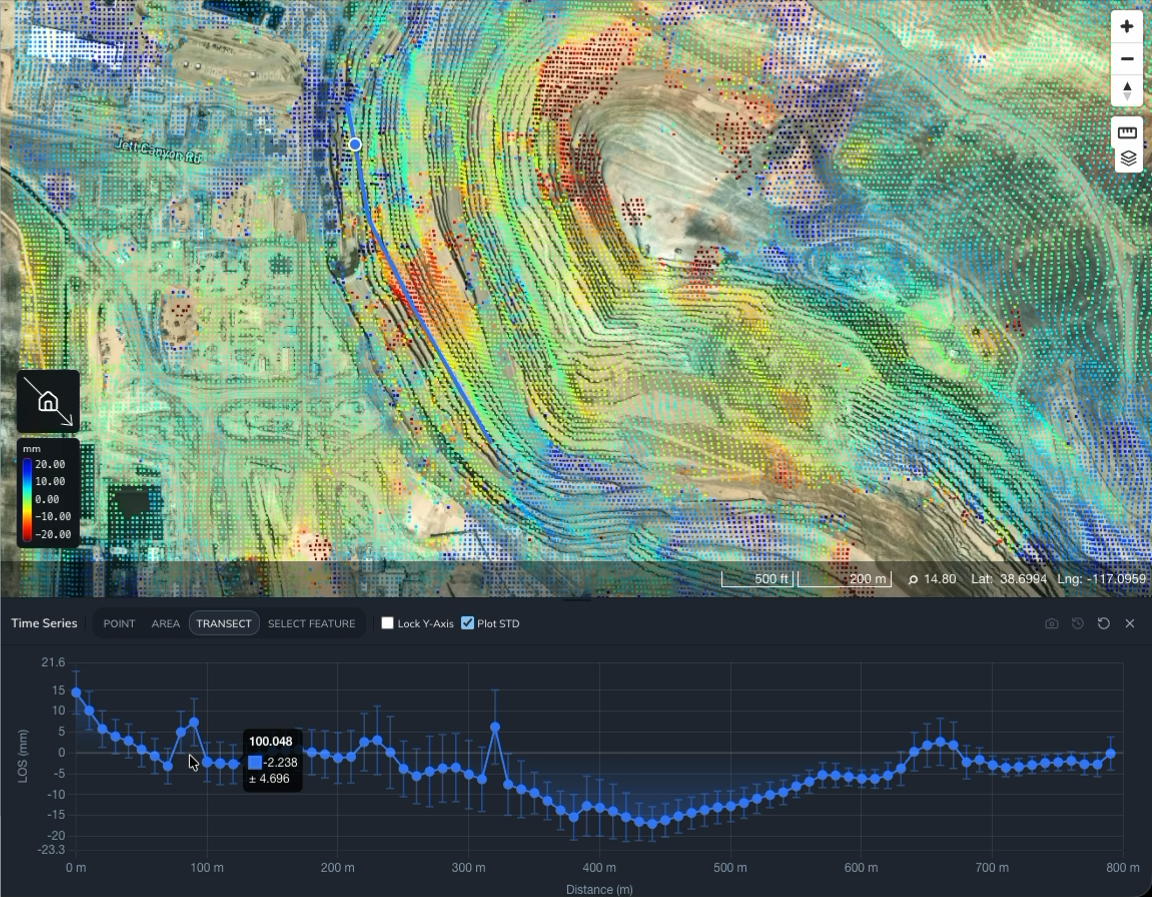 Jett Canyon Rd
mm
20.00
10.00
0.00
-10.00
-20.00
500 ft
200 m
14.80
Lat: 38.6994
Lng: -117.0959
Time Series
POINT
AREA
TRANSECT
SELECT FEATURE
Lock Y-Axis
Plot STD
21.6
15
10
5
0
-5
-10
-15
-20
-23.3
LOS (mm)
100.048
-2.238
± 4.696
0 m
100 m
200 m
300 m
400 m
500 m
600 m
700 m
800 m
Distance (m)